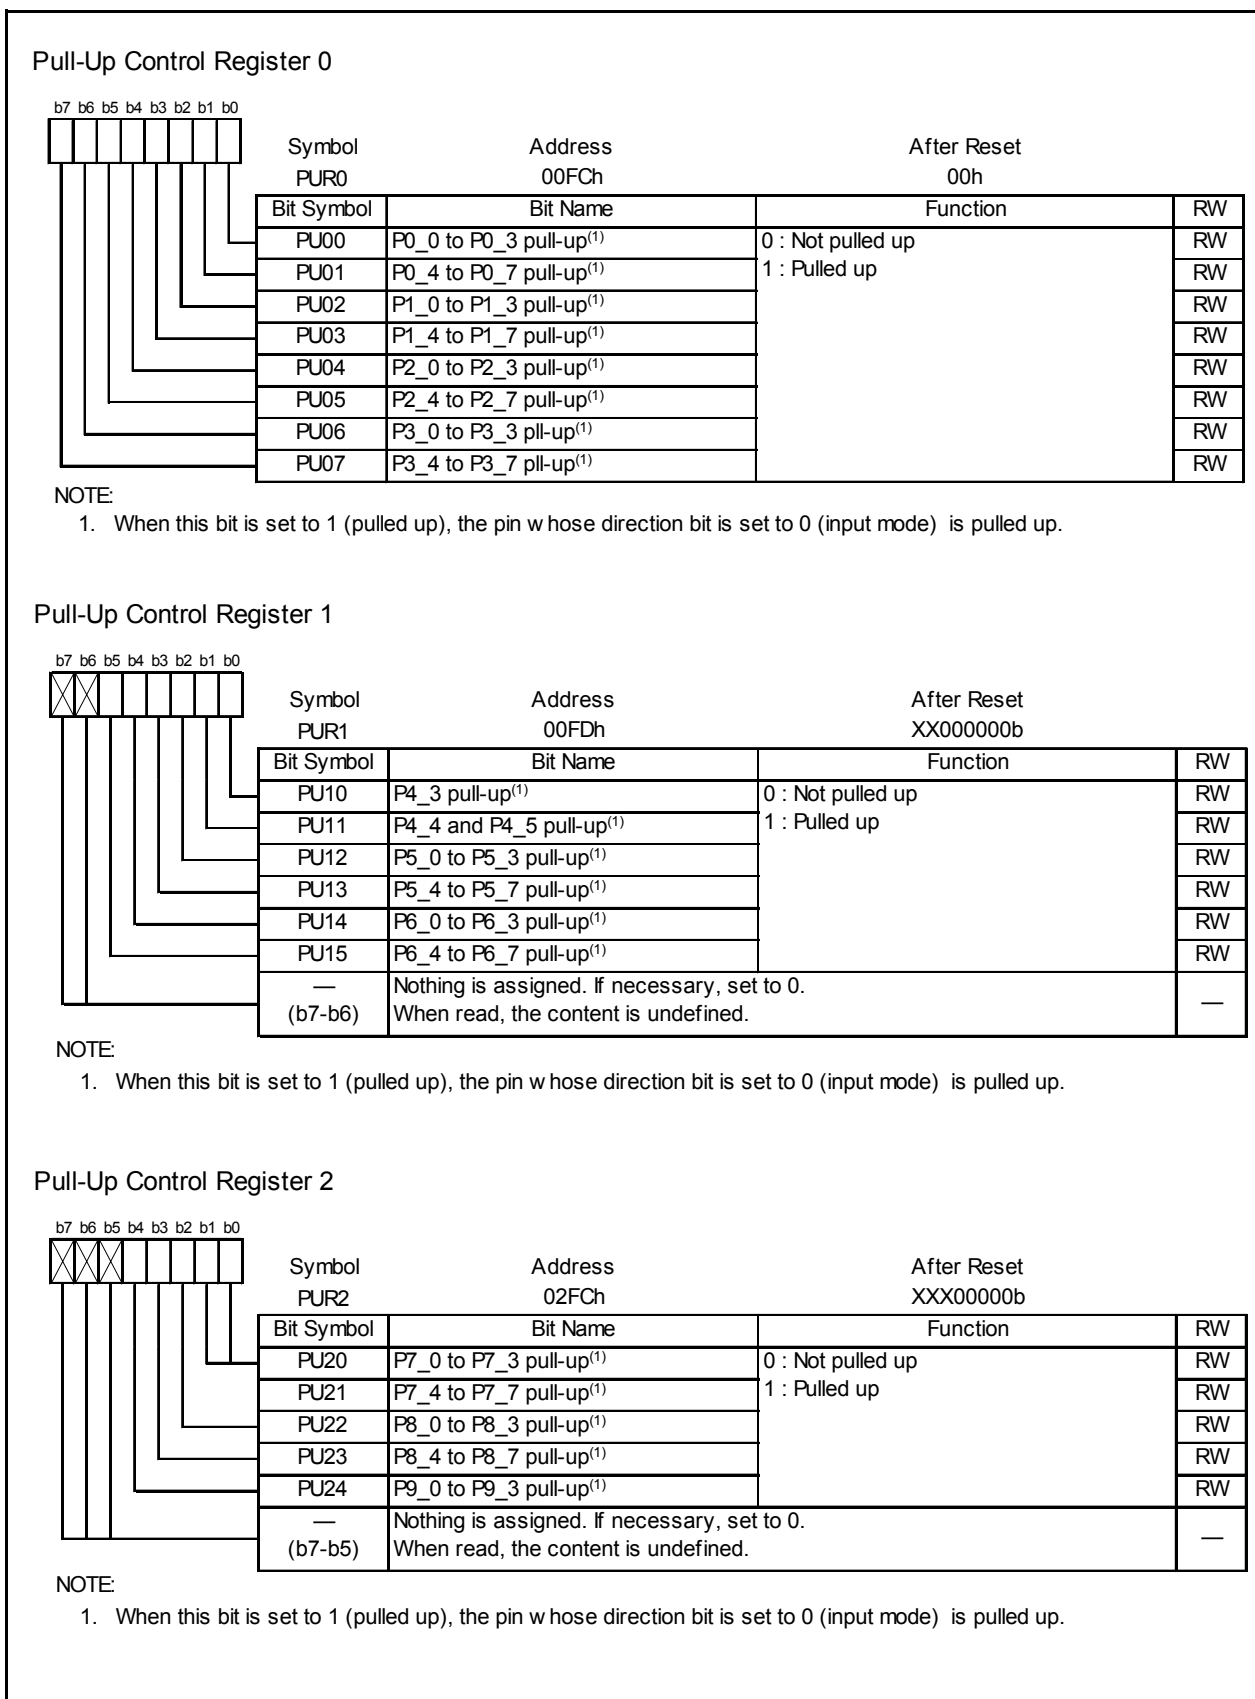 Pull-Up Control Register 0
b7 b6 b5 b4 b3 b2 b1 b0
Symbol Address After Reset
PUR0 00FCh 00h
Bit Symbol Bit Name Function RW
PU00 P0_0 to P0_3 pull-up(1) 0 : Not pulled up RW
PU01 P0_4 to P0_7 pull-up(1) 1 : Pulled up RW
PU02 P1_0 to P1_3 pull-up(1) RW
PU03 P1_4 to P1_7 pull-up(1) RW
PU04 P2_0 to P2_3 pull-up(1) RW
PU05 P2_4 to P2_7 pull-up(1) RW
PU06 P3_0 to P3_3 pll-up(1) RW
PU07 P3_4 to P3_7 pll-up(1) RW
NOTE:
1. When this bit is set to 1 (pulled up), the pin w hose direction bit is set to 0 (input mode) is pulled up.
Pull-Up Control Register 1
b7 b6 b5 b4 b3 b2 b1 b0
Symbol Address After Reset
PUR1 00FDh XX000000b
Bit Symbol Bit Name Function RW
PU10 P4_3 pull-up(1) 0 : Not pulled up RW
PU11 P4_4 and P4_5 pull-up(1) 1 : Pulled up RW
PU12 P5_0 to P5_3 pull-up(1) RW
PU13 P5_4 to P5_7 pull-up(1) RW
PU14 P6_0 to P6_3 pull-up(1) RW
PU15 P6_4 to P6_7 pull-up(1) RW
— Nothing is assigned. If necessary, set to 0. —
(b7-b6) When read, the content is undefined.
NOTE:
1. When this bit is set to 1 (pulled up), the pin w hose direction bit is set to 0 (input mode) is pulled up.
Pull-Up Control Register 2
b7 b6 b5 b4 b3 b2 b1 b0
Symbol Address After Reset
PUR2 02FCh XXX00000b
Bit Symbol Bit Name Function RW
PU20 P7_0 to P7_3 pull-up(1) 0 : Not pulled up RW
PU21 P7_4 to P7_7 pull-up(1) 1 : Pulled up RW
PU22 P8_0 to P8_3 pull-up(1) RW
PU23 P8_4 to P8_7 pull-up(1) RW
PU24 P9_0 to P9_3 pull-up(1) RW
— Nothing is assigned. If necessary, set to 0. —
(b7-b5) When read, the content is undefined.
NOTE:
1. When this bit is set to 1 (pulled up), the pin w hose direction bit is set to 0 (input mode) is pulled up.